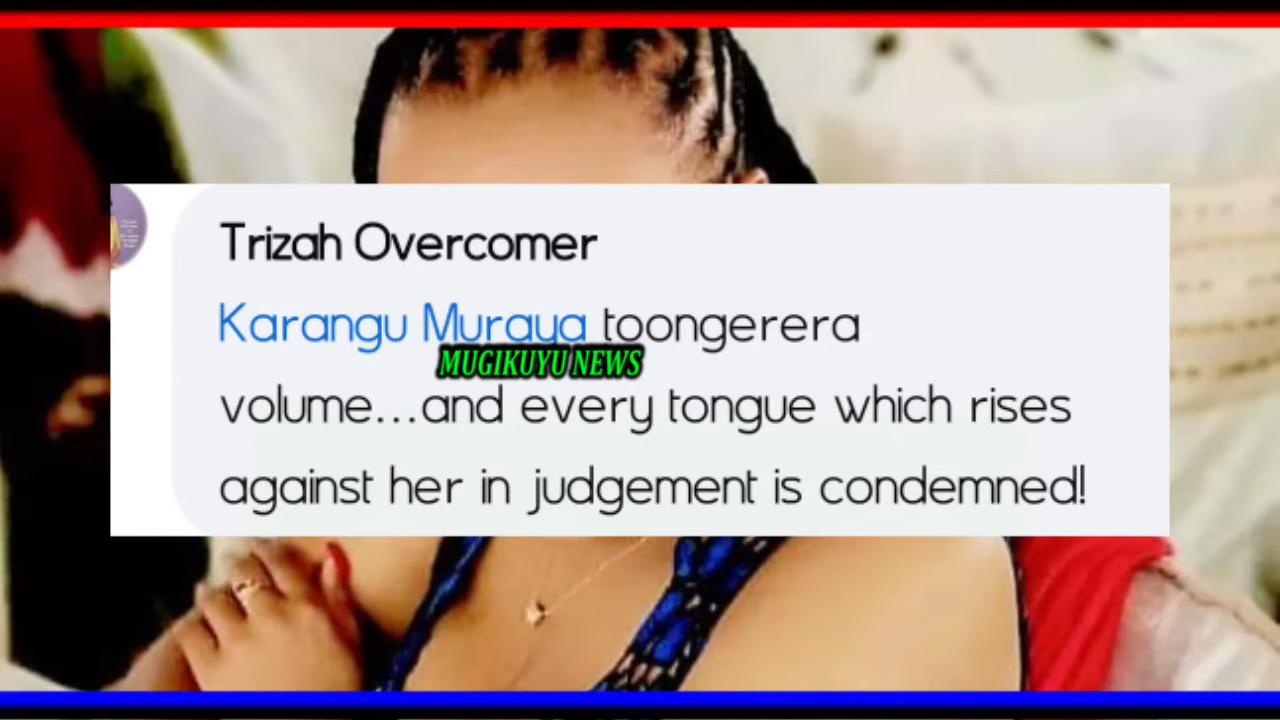 Trizah Overcomer
Karangu Muraya toongerera
MUGIKUYU NEWS
volume...and every tongue which rises
against her in judgement is condemned!